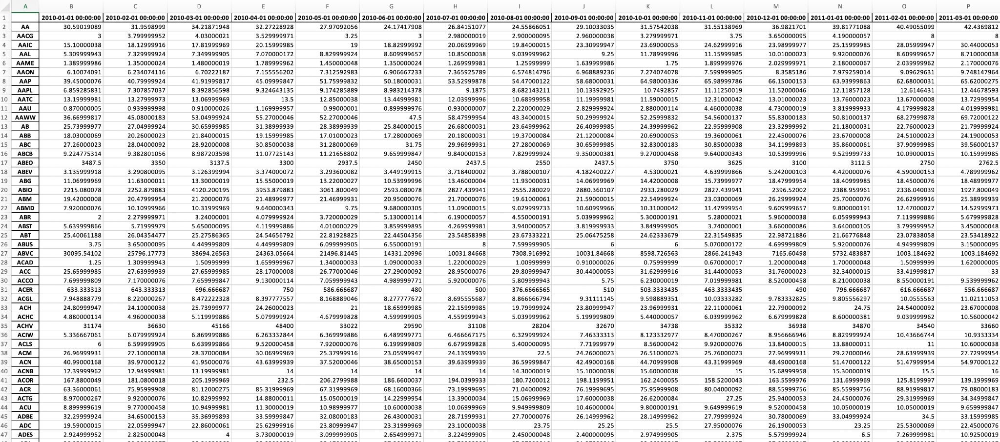 A B C D E F G H I J K L M N O P
1 2010-01-01 00:00:00 2010-02-01 00:00:00 2010-03-01 00:00:00 2010-04-01 00:00:00 2010-05-01 00:00:00 2010-06-01 00:00:00 2010-07-01 00:00:00 2010-08-01 00:00:00 2010-09-01 00:00:00 2010-10-01 00:00:00 2010-11-01 00:00:00 2010-12-01 00:00:00 2011-01-01 00:00:00 2011-02-01 00:00:00 2011-03-01 00:00:00
2 AA 30.59019089 31.9598999 34.21871948 32.27228928 27.97092056 24.17417908 26.84151077 24.55866051 29.10033035 31.57542038 31.55138969 36.9821701 39.81771088 40.49055099 42.4369812
3 AACG 3 3.799999952 4.03000021 3.529999971 3.25 3 2.980000019 2.900000095 2.960000038 3.279999971 3.75 3.650000095 4.190000057 8 8
4 AAIC 15.10000038 18.12999916 17.81999969 20.15999985 19 18.82999992 20.06999969 19.84000015 23.30999947 23.69000053 24.62999916 23.98999977 25.15999985 28.05999947 30.44000053
5 AAL 5.309999943 7.329999924 7.349999905 7.070000172 8.829999924 8.609999657 10.85000038 9.039999962 9.25 11.78999996 11.15999985 10.01000023 9.920000076 8.609999657 8.710000038
6 AAME 1.389999986 1.350000024 1.480000019 1.789999962 1.450000048 1.350000024 1.269999981 1.25999999 1.639999986 1.75 1.899999976 2.029999971 2.180000067 2.039999962 2.170000076
7 AAON 6.10074091 6.234074116 6.70222187 7.155556202 7.312592983 6.906667233 7.365925789 6.574814796 6.968889236 7.274074078 7.599999905 8.3585186 7.979259014 9.09629631 9.748147964
8 AAP 39.45000076 40.79999924 41.91999817 45.09999847 51.75999832 50.18000031 53.52999878 54.47000122 58.68000031 64.98000336 65.98999786 66.15000153 63.93999863 62.68000031 65.62000275
9 AAPL 6.859285831 7.307857037 8.392856598 9.324643135 9.174285889 8.983214378 9.1875 8.682143211 10.13392925 10.7492857 11.11250019 11.52000046 12.11857128 12.6146431 12.44678593
10 AATC 13.19999981 13.27999973 13.06999969 13.5 12.85000038 13.44999981 12.03999996 10.68999958 11.19999981 11.59000015 12.31000042 13.01000023 13.76000023 13.67000008 13.72999954
11 AAU 0.870000005 0.939999998 0.910000026 1.169999957 0.99000001 0.899999976 0.930000007 2.220000029 2.829999924 2.880000114 4.460000038 4.730000019 3.819999933 4.179999828 4.019999981
12 AAWW 36.66999817 45.08000183 53.04999924 55.27000046 52.27000046 47.5 58.47999954 43.34000015 50.29999924 52.25999832 54.56000137 55.83000183 50.81000137 68.27999878 69.72000122
13 AB 25.73999977 27.04999924 30.65999985 31.38999939 28.38999939 25.84000015 26.68000031 23.64999962 26.40999985 24.39999962 22.95999908 23.32999992 21.18000031 22.76000023 21.79999924
14 ABB 18.03000069 20.26000023 21.84000015 19.15999985 17.01000023 17.28000069 20.18000031 19.37000084 21.12000084 20.69000053 19.36000061 22.45000076 23.67000008 24.51000023 24.19000053
15 ABC 27.26000023 28.04000092 28.92000008 30.85000038 31.28000069 31.75 29.96999931 27.28000069 30.65999985 32.83000183 30.85000038 34.11999893 35.86000061 37.90999985 39.56000137
16 ABCB 9.224775314 9.382801056 8.987203598 11.07725143 11.21658802 9.659999847 9.840000153 7.829999924 9.350000381 9.270000458 9.640000343 10.53999996 9.529999733 10.09000015 10.15999985
17 ABEO 3487.5 3350 3137.5 3300 2937.5 2450 2437.5 2550 2437.5 3750 3625 3100 3112.5 2750 2762.5
18 ABEV 3.135999918 3.290800095 3.126399994 3.374000072 3.293600082 3.449199915 3.718400002 3.788000107 4.182400227 4.53000021 4.639999866 5.242000103 4.420000076 4.590000153 4.789999962
19 ABG 11.06999969 11.63000011 13.30000019 15.55000019 13.22000027 10.53999996 13.46000004 11.93000031 14.06999969 14.42000008 15.73999977 18.47999954 18.40999985 18.45000076 18.48999977
20 ABIO 2215.080078 2252.879883 4120.200195 3953.879883 3061.800049 2593.080078 2827.439941 2555.280029 2880.360107 2933.280029 2827.439941 2396.52002 2388.959961 2336.040039 1927.800049
21 ABM 19.42000008 20.47999954 21.20000076 21.48999977 21.46999931 20.95000076 21.70000076 19.61000061 21.59000015 22.54999924 23.03000069 26.29999924 25.70000076 26.62999916 25.38999939
22 ABMD 7.920000076 10.10999966 10.31999969 9.640000343 9.75 9.680000305 11.09000015 9.029999733 10.60999966 10.31000042 11.47999954 9.609999657 9.800000191 12.47000027 14.52999973
23 ABR 2 2.279999971 3.24000001 4.079999924 3.720000029 5.130000114 6.190000057 4.550000191 5.039999962 5.300000191 5.28000021 5.960000038 6.059999943 7.119999886 5.679999828
24 ABST 5.639999866 5.71999979 5.650000095 4.119999886 4.010000229 3.859999895 4.269999981 3.940000057 3.819999933 3.849999905 3.74000001 3.660000086 3.640000105 3.799999952 3.450000048
25 ABT 25.40061188 26.04354477 25.27586365 24.54656792 22.81928825 22.44504356 23.54858398 23.67333221 25.06475258 24.62333679 22.31549835 22.98721886 21.66776848 23.07838058 23.53418922
26 ABUS 3.75 3.650000095 4.449999809 4.449999809 6.099999905 6.550000191 8 7.599999905 6 6 5.070000172 4.699999809 5.920000076 4.949999809 3.150000095
27 ABVC 30095.54102 25796.17773 38694.26563 24363.05664 21496.81445 14331.20996 10031.84668 7308.916992 10031.84668 8598.726563 2866.241943 7165.60498 5732.483887 1003.184692 1003.184692
28 ACAD 1.25 1.309999943 1.50999999 1.659999967 1.340000033 1.090000033 1.220000029 1.00999999 0.910000026 0.75999999 0.670000017 1.200000048 1.700000048 1.50999999 1.620000005
29 ACC 25.65999985 27.63999939 27.65999985 28.17000008 26.77000046 27.29000092 28.95000076 29.80999947 30.44000053 31.62999916 31.44000053 31.76000023 32.34000015 33.41999817 33
30 ACCO 7.699999809 7.170000076 7.659999847 9.130000114 7.059999943 4.989999771 5.920000076 5.809999943 5.75 6.230000019 7.019999981 8.520000458 8.210000038 8.550000191 9.539999962
31 ACER 633.333313 643.333313 696.666687 750 586.666687 480 500 376.6666565 510 503.3333435 463.3333435 490 796.666687 616.666687 556.666687
32 ACGL 7.948888779 8.220000267 8.472222328 8.397777557 8.168889046 8.277777672 8.695555687 8.866666794 9.31111145 9.598889351 10.03333282 9.783332825 9.805556297 10.0555563 11.02111053
33 ACH 24.80999947 24.10000038 25.73999977 24.26000023 21 18.65999985 22.15999985 19.79999924 23.80999947 23.96999931 22.11000061 22.79000092 24.75 24.54000092 23.67000008
34 ACHC 4.880000114 4.960000038 5.119999886 5.079999924 4.679999828 4.599999905 4.559999943 5.039999962 5.199999809 5.440000057 6.039999962 6.679999828 8.600000381 9.039999962 10.56000042
35 ACHV 31174 36630 45166 48400 33022 29590 31108 28204 32670 34738 35332 36938 34870 34540 33660
36 ACIW 5.336667061 6.079999924 6.869999886 6.263332844 6.369999886 6.489999771 6.466667175 6.329999924 7.46333313 8.123332977 8.470000267 8.956666946 8.829999924 10.43666744 10.9333334
37 ACLS 6 6.599999905 6.639999866 9.520000458 7.920000076 6.199999809 6.679999828 5.400000095 7.71999979 8.56000042 9.920000076 13.84000015 13.88000011 11 10.60000038
38 ACM 26.96999931 27.10000038 28.37000084 30.06999969 25.37999916 23.05999947 24.13999939 22.5 24.26000023 26.51000023 25.76000023 27.96999931 29.27000046 28.63999939 27.72999954
39 ACN 40.99000168 39.97000122 41.95000076 43.63999939 37.52000046 38.65000153 39.63999939 36.59999847 42.49000168 44.70999908 43.31999969 48.49000168 51.47000122 51.47999954 54.97000122
40 ACNB 12.39999962 12.94999981 13.19999981 14 14 14 14 14.30000019 15.10000038 15.60000038 15 15.68999958 15.30000019 15.5 16
41 ACOR 167.8800049 181.0800018 205.1999969 232.5 206.2799988 186.6600037 194.0399933 180.7200012 198.1199951 162.2400055 158.5200043 163.5599976 131.6999969 125.8199997 139.1999969
42 ACR 63.36000061 75.95999908 81.12000275 85.31999969 67.31999969 68.16000366 73.19999695 71.04000092 76.19999695 75.95999908 80.04000092 88.55999756 85.55999756 88.91999817 79.08000183
43 ACTG 8.970000267 9.920000076 10.82999992 14.88000011 15.05000019 14.22999954 13.39000034 15.06999969 17.60000038 26.62000084 27.25 25.94000053 24.45000076 29.31999969 34.34999847
44 ACU 8.899999619 9.770000458 10.94999981 11.30000019 10.98999977 10.60000038 10.06999969 9.949999809 10.46000004 9.800000191 9.649999619 9.520000458 10.05000019 10.05000019 9.659999847
45 ADBE 32.29999924 34.65000153 35.36999893 33.59999847 32.08000183 26.43000031 28.71999931 27.70000076 26.14999962 28.14999962 27.79999924 30.78000069 33.04999924 34.5 33.15999985
46 ADC 19.59000015 22.05999947 22.86000061 25.62999916 23.80999947 23.31999969 23.10000038 23.75 25.25 25.5 27.95000076 26.19000053 23.25 25.53000069 22.45000076
47 ADES 2.924999952 2.825000048 4 3.730000019 3.099999905 2.654999971 3.224999905 2.450000048 2.400000095 2.974999905 2.375 5.579999924 6.5 7.269999981 10.92500019